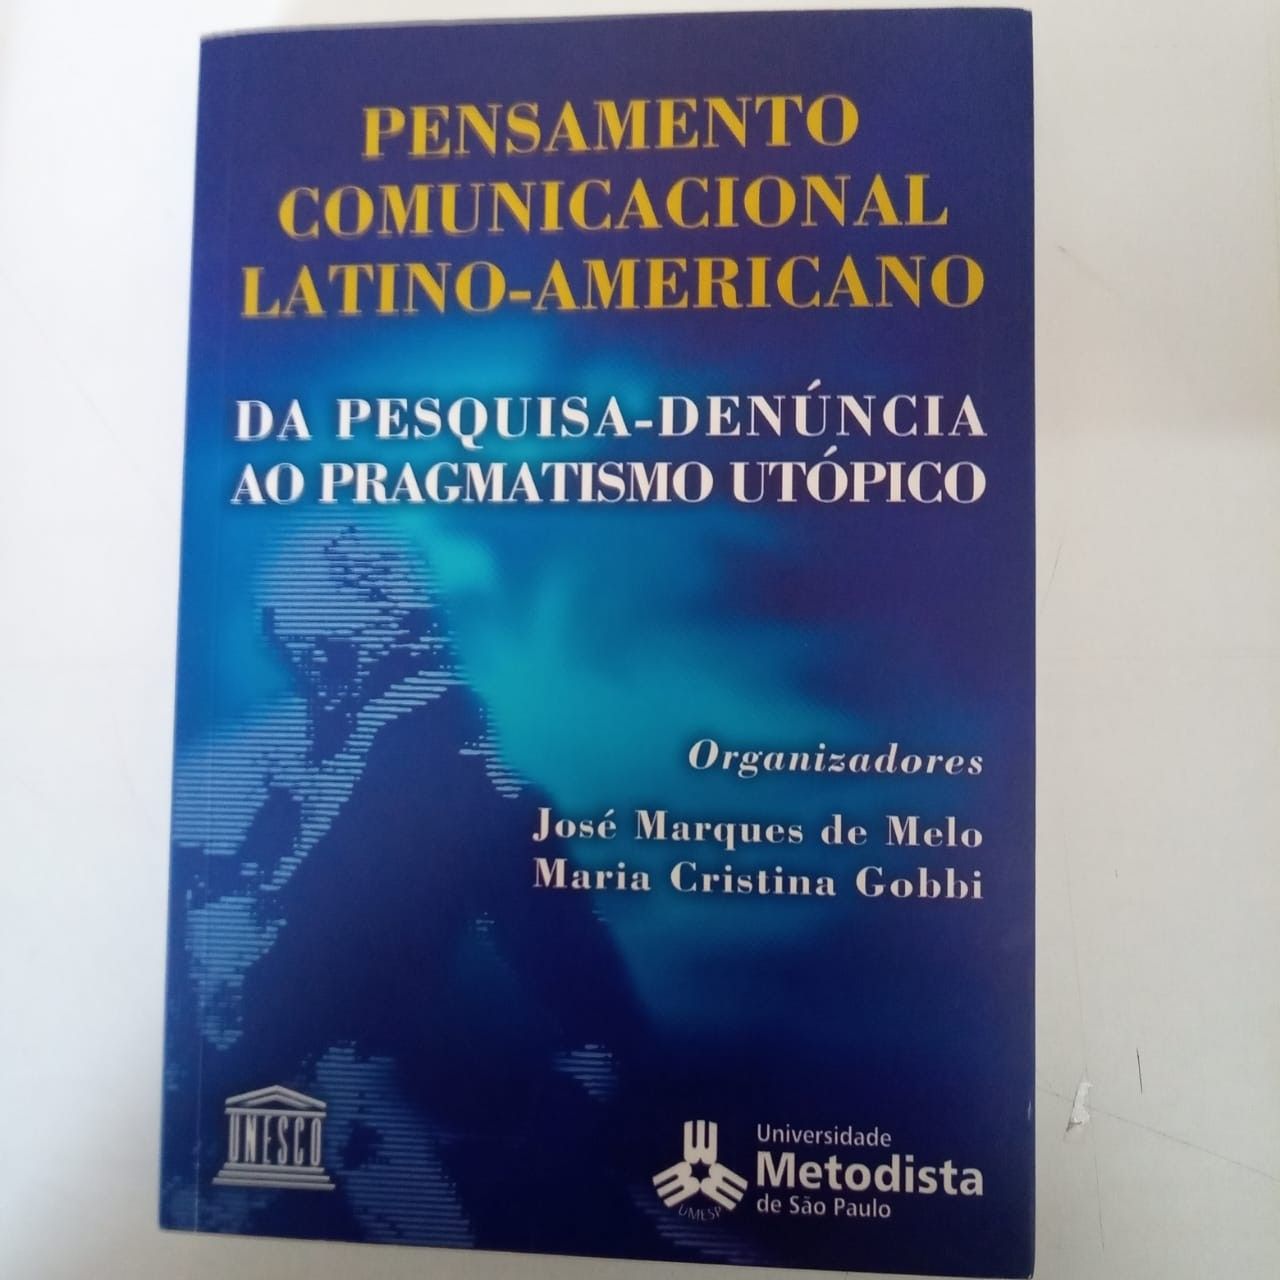 PENSAMENTO
COMUNICACIONAL
LATINO-AMERICANO
DA PESQUISA-DENÚNCIA
AO PRAGMATISMO UTÓPICO
Organizadores
José Marques de Melo
Maria Cristina Gobbi
UNESCO
UMESP
Universidade
Metodista
de São Paulo